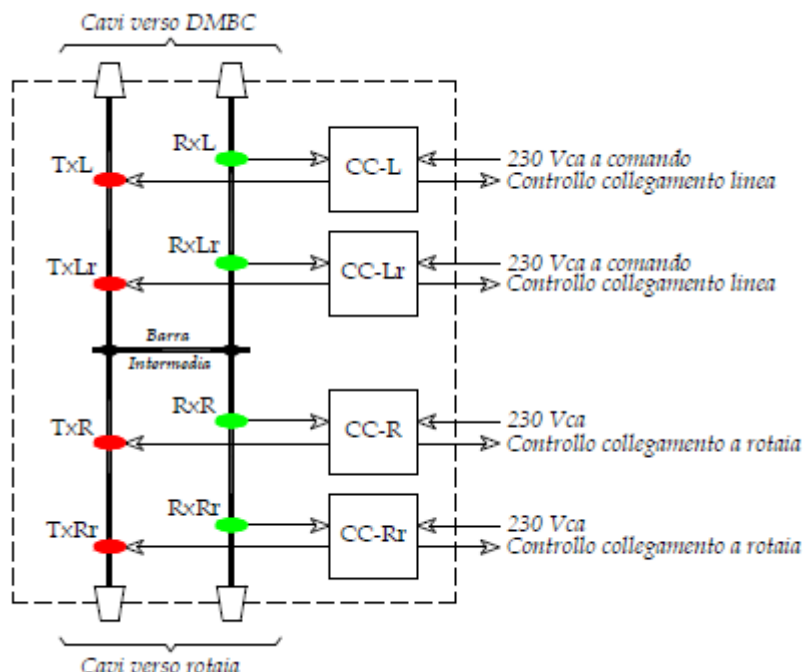 Cavi verso DMBC
RxL
TxL
CC-L
230 Vca a comando
Controllo collegamento linea
RxLr
TxLr
CC-Lr
230 Vca a comando
Controllo collegamento linea
Barra
Intermedia
RxR
TxR
CC-R
230 Vca
Controllo collegamento a rotaia
RxRr
TxRr
CC-Rr
230 Vca
Controllo collegamento a rotaia
Cavi verso rotaia